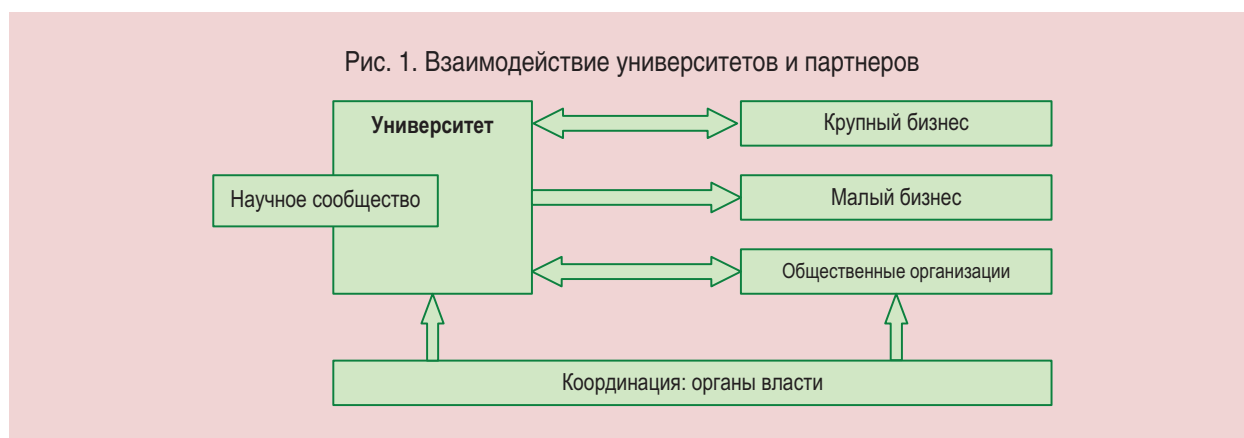 Рис. 1. Взаимодействие университетов и партнеров
Университет
Крупный бизнес
Научное сообщество
Малый бизнес
Общественные организации
Координация: органы власти